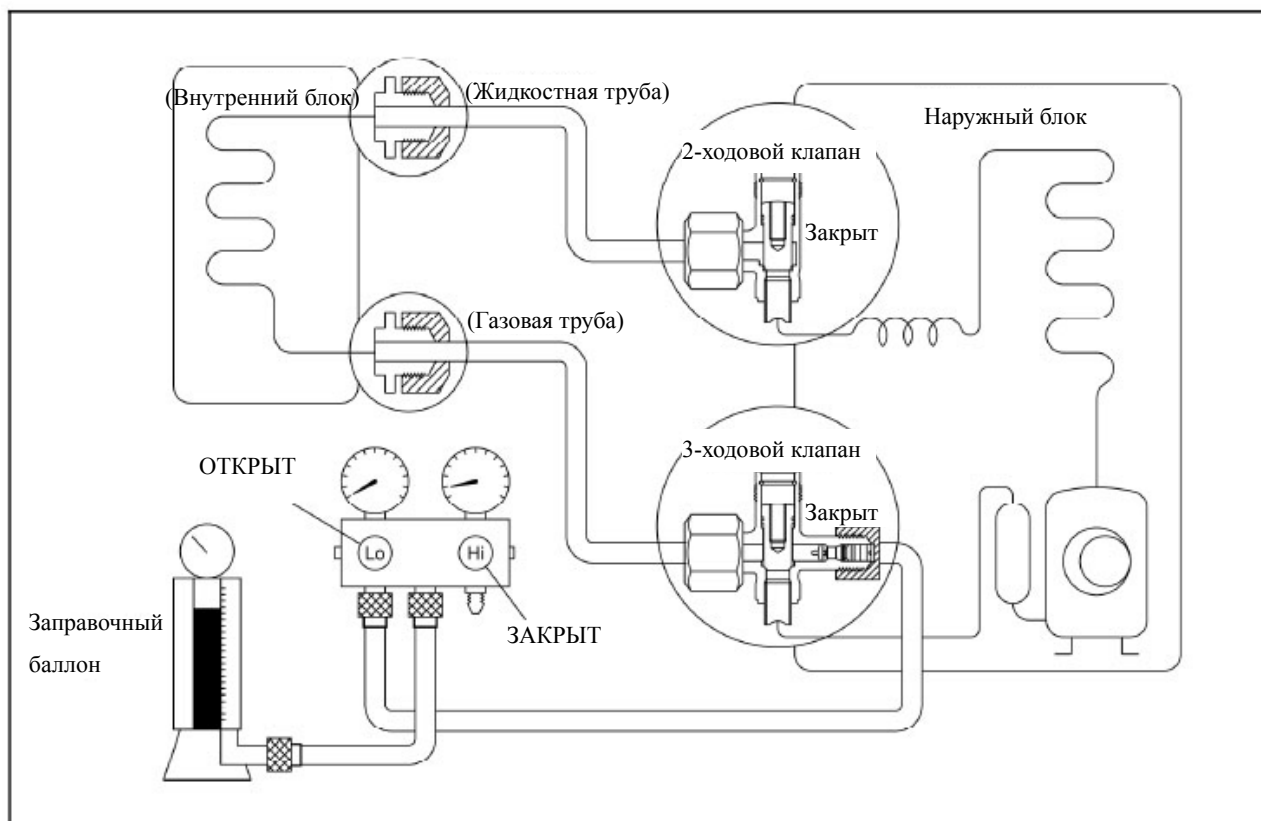 (Внутренний блок)
(Жидкостная труба)
Наружный блок
2-ходовой клапан
Закрыт
(Газовая труба)
3-ходовой клапан
Закрыт
ОТКРЫТ
Lo
Hi
ЗАКРЫТ
Заправочный
баллон